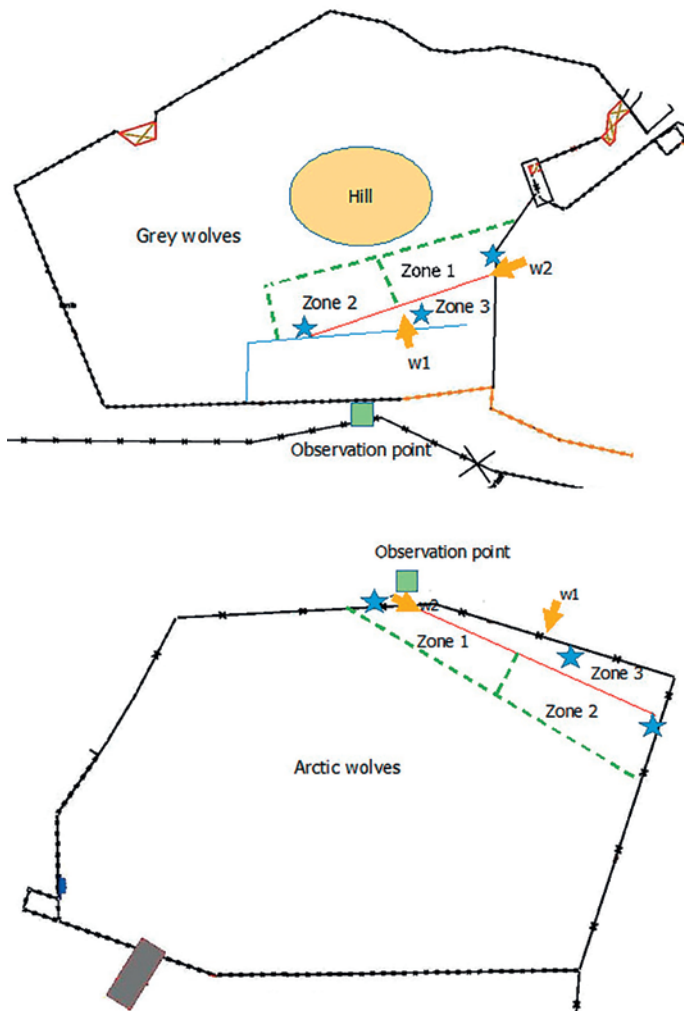 Hill
Grey wolves
Zone 1
w2
Zone 2
Zone 3
w1
Observation point
Observation point
w1
w2
Zone 1
Zone 3
Zone 2
Arctic wolves